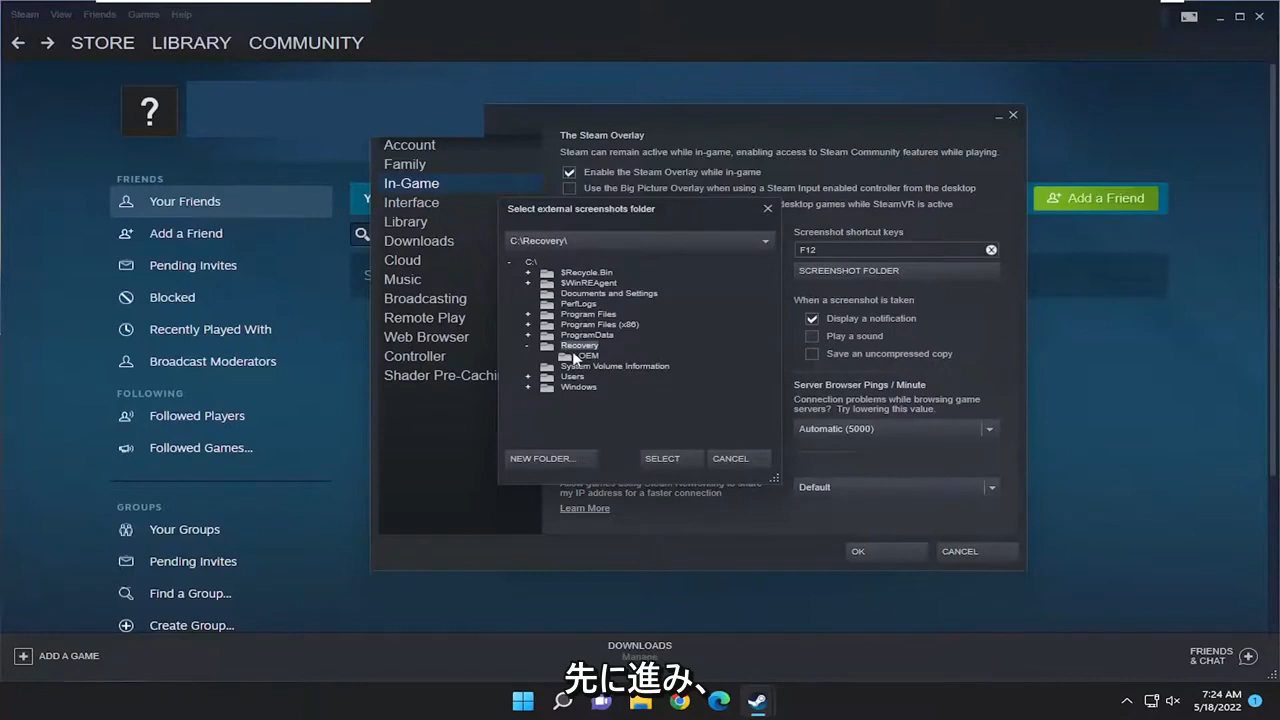 Steam View Friends Games Help
STORE LIBRARY COMMUNITY
?
FRIENDS
Your Friends
Add a Friend
Pending Invites
Blocked
Recently Played With
Broadcast Moderators
FOLLOWING
Followed Players
Followed Games...
GROUPS
Your Groups
Pending Invites
Find a Group...
Create Group...
Add a Friend
Account
Family
In-Game
Interface
Library
Downloads
Cloud
Music
Broadcasting
Remote Play
Web Browser
Controller
Shader Pre-Cachin
The Steam Overlay
Steam can remain active while in-game, enabling access to Steam Community features while playing.
Enable the Steam Overlay while in-game
Use the Big Picture Overlay when using a Steam Input enabled controller from the desktop
desktop games while SteamVR is active
Select external screenshots folder
C:\Recovery\
C:\
$Recycle.Bin
$WinREAgent
Documents and Settings
PerfLogs
Program Files
Program Files (x86)
ProgramData
Recovery
OEM
System Volume Information
Users
Windows
NEW FOLDER... SELECT CANCEL
Screenshot shortcut keys
F12
SCREENSHOT FOLDER
When a screenshot is taken
Display a notification
Play a sound
Save an uncompressed copy
Server Browser Pings / Minute
Connection problems while browsing game
servers? Try lowering this value.
Automatic (5000)
Default
Allow games using Steam Networking to share
my IP address for a faster connection
Learn More
OK CANCEL
ADD A GAME
DOWNLOADS
Manage
FRIENDS
& CHAT
先に進み、
7:24 AM
5/18/2022
1